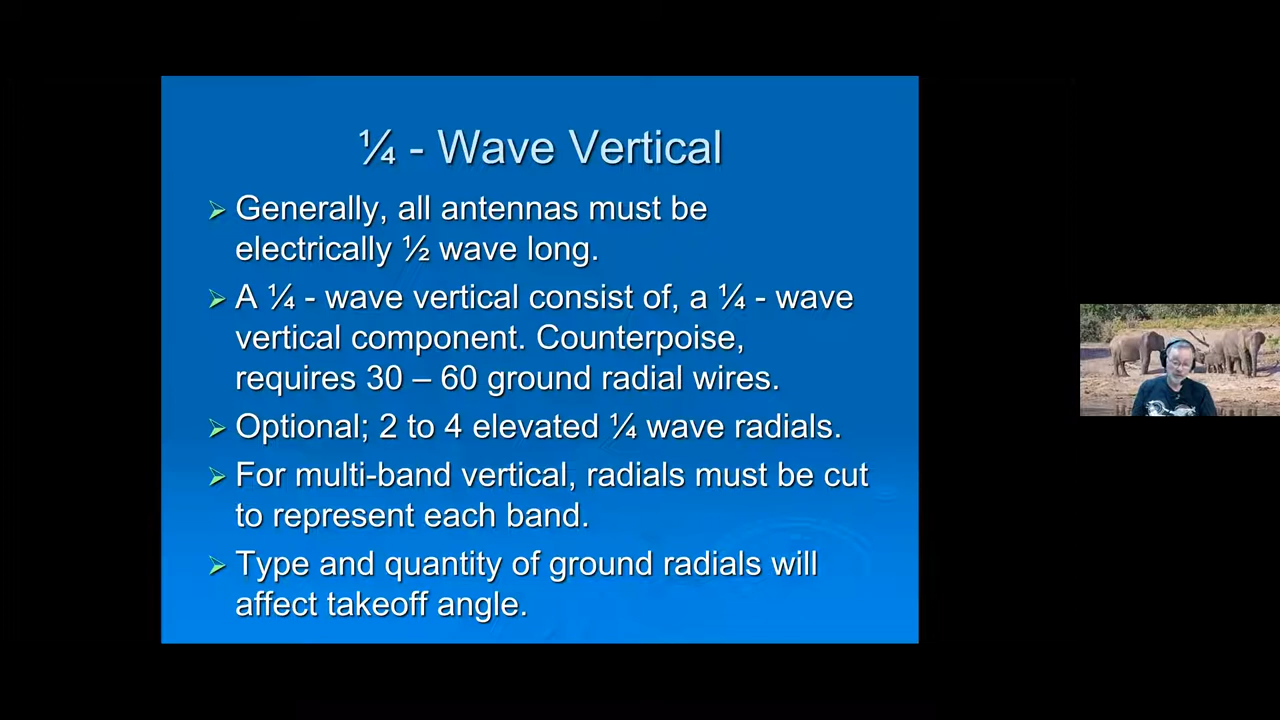 ¼ - Wave Vertical
Generally, all antennas must be
electrically ½ wave long.
A ¼ - wave vertical consist of, a ¼ - wave
vertical component. Counterpoise,
requires 30 – 60 ground radial wires.
Optional; 2 to 4 elevated ¼ wave radials.
For multi-band vertical, radials must be cut
to represent each band.
Type and quantity of ground radials will
affect takeoff angle.